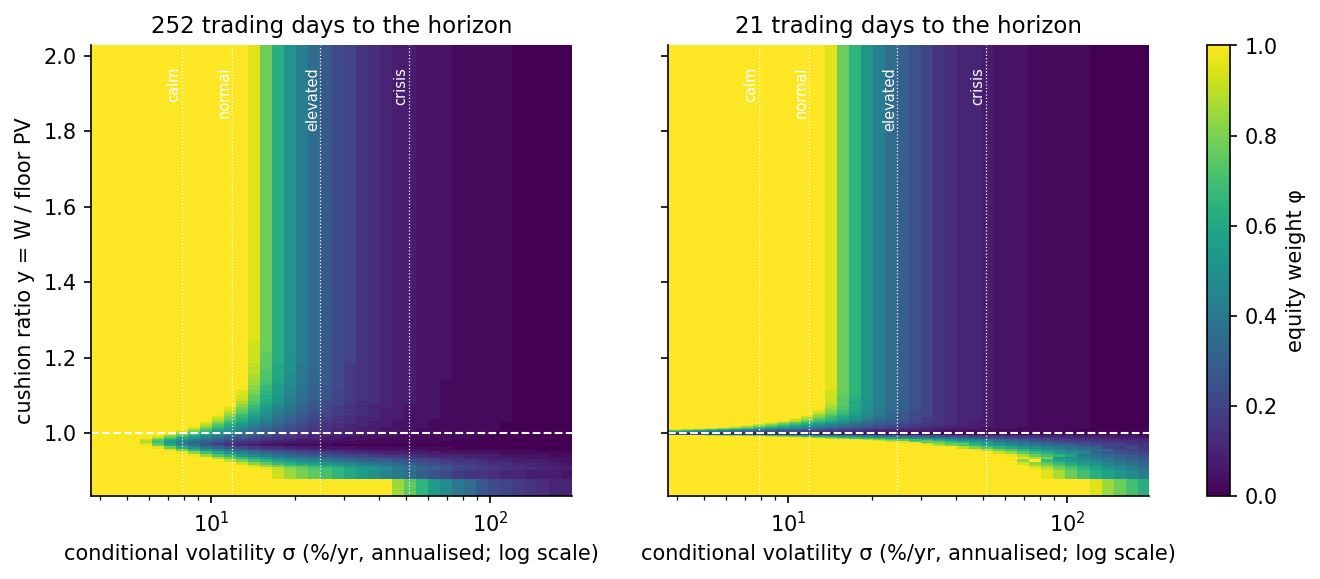 252 trading days to the horizon
21 trading days to the horizon
cushion ratio y = W / floor PV
2.0
1.8
1.6
1.4
1.2
1.0
calm
normal
elevated
crisis
10¹
10²
conditional volatility σ (%/yr, annualised; log scale)
calm
normal
elevated
crisis
10¹
10²
conditional volatility σ (%/yr, annualised; log scale)
1.0
0.8
0.6
0.4
0.2
0.0
equity weight φ